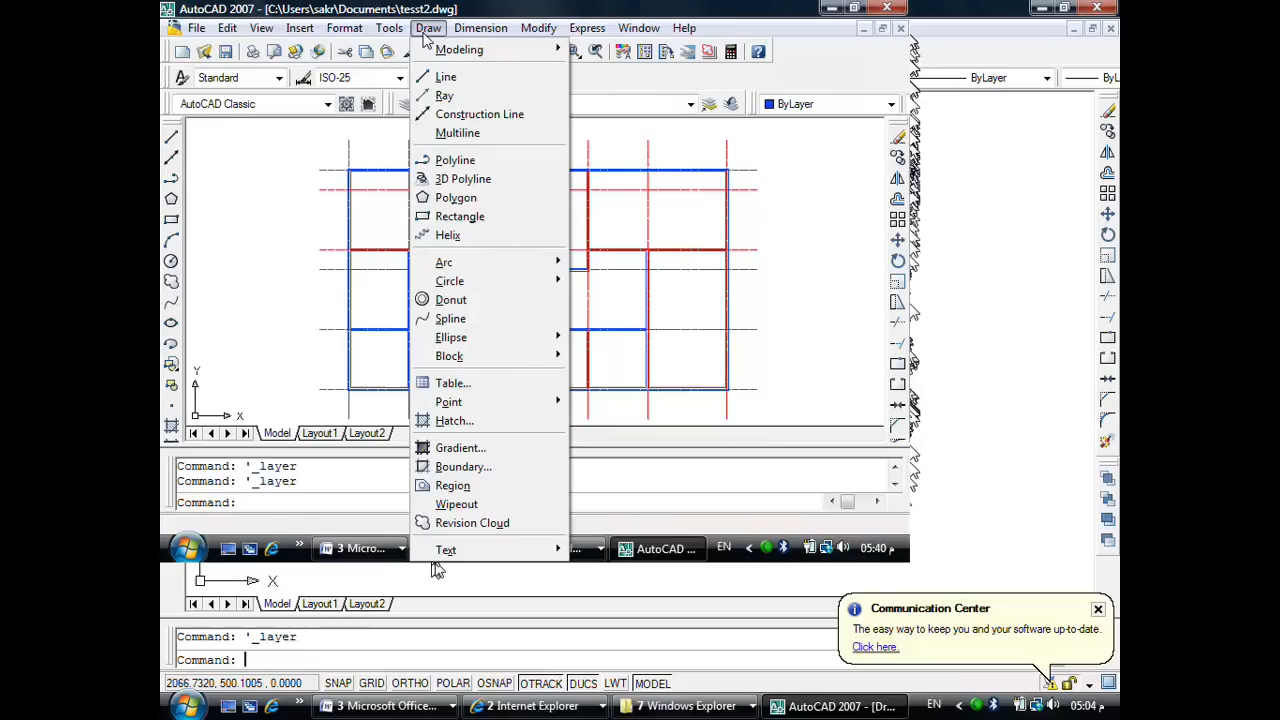 AutoCAD 2007 - [C:\Users\sakr\Documents\tesst2.dwg]
File Edit View Insert Format Tools Draw Dimension Modify Express Window Help
Standard ISO-25 ByLayer ByL
AutoCAD Classic ByLayer
Modeling
Line
Ray
Construction Line
Multiline
Polyline
3D Polyline
Polygon
Rectangle
Helix
Arc
Circle
Donut
Spline
Ellipse
Block
Table...
Point
Hatch...
Gradient...
Boundary...
Region
Wipeout
Revision Cloud
Text
Y
X
Model Layout1 Layout2
Command: '_layer
Command: '_layer
Command:
3 Micro... AutoCAD ... EN 05:40 م
X
Model Layout1 Layout2
Command: '_layer
Command:
Communication Center
The easy way to keep you and your software up-to-date.
Click here.
2066.7320, 500.1005 , 0.0000 SNAP GRID ORTHO POLAR OSNAP OTRACK DUCS LWT MODEL
3 Microsoft Office... 2 Internet Explorer 7 Windows Explorer AutoCAD 2007 - [Dr... EN 05:04 م